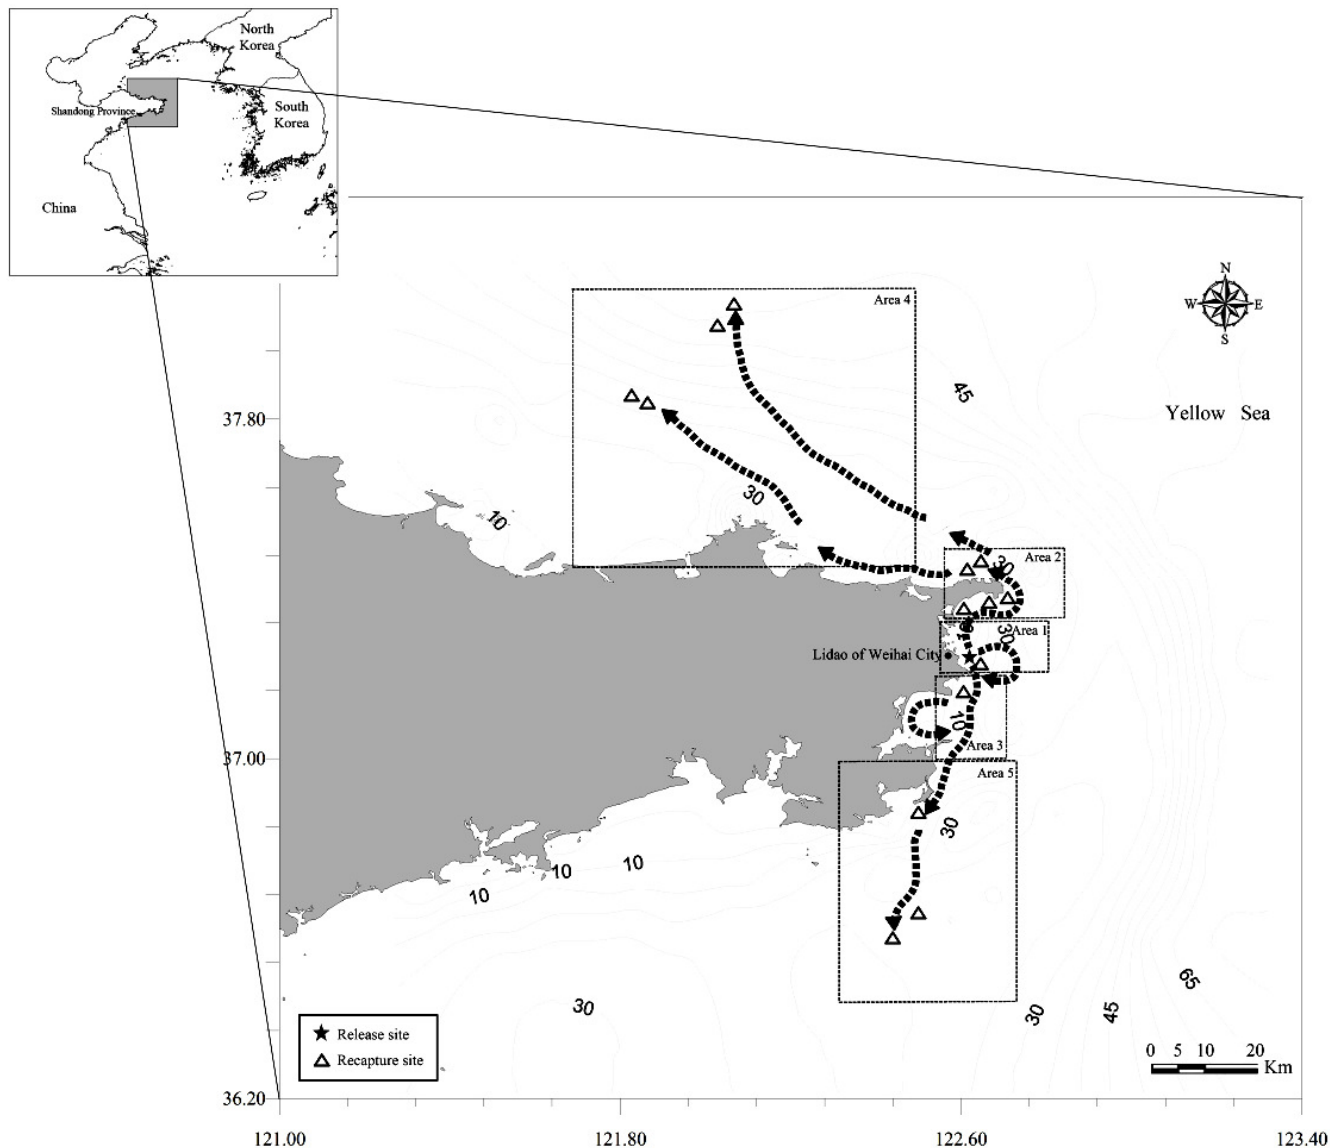 North
Korea
South
Korea
Shandong Province
China
N
W
E
S
Area 4
45
Yellow Sea
37.80
30
10
Area 2
30
Area 1
30
10
Lidao of Weihai City
10
Area 3
37.00
Area 5
30
10
10
10
30
65
45
30
Release site
Recapture site
0 5 10 20
Km
36.20
121.00
121.80
122.60
123.40